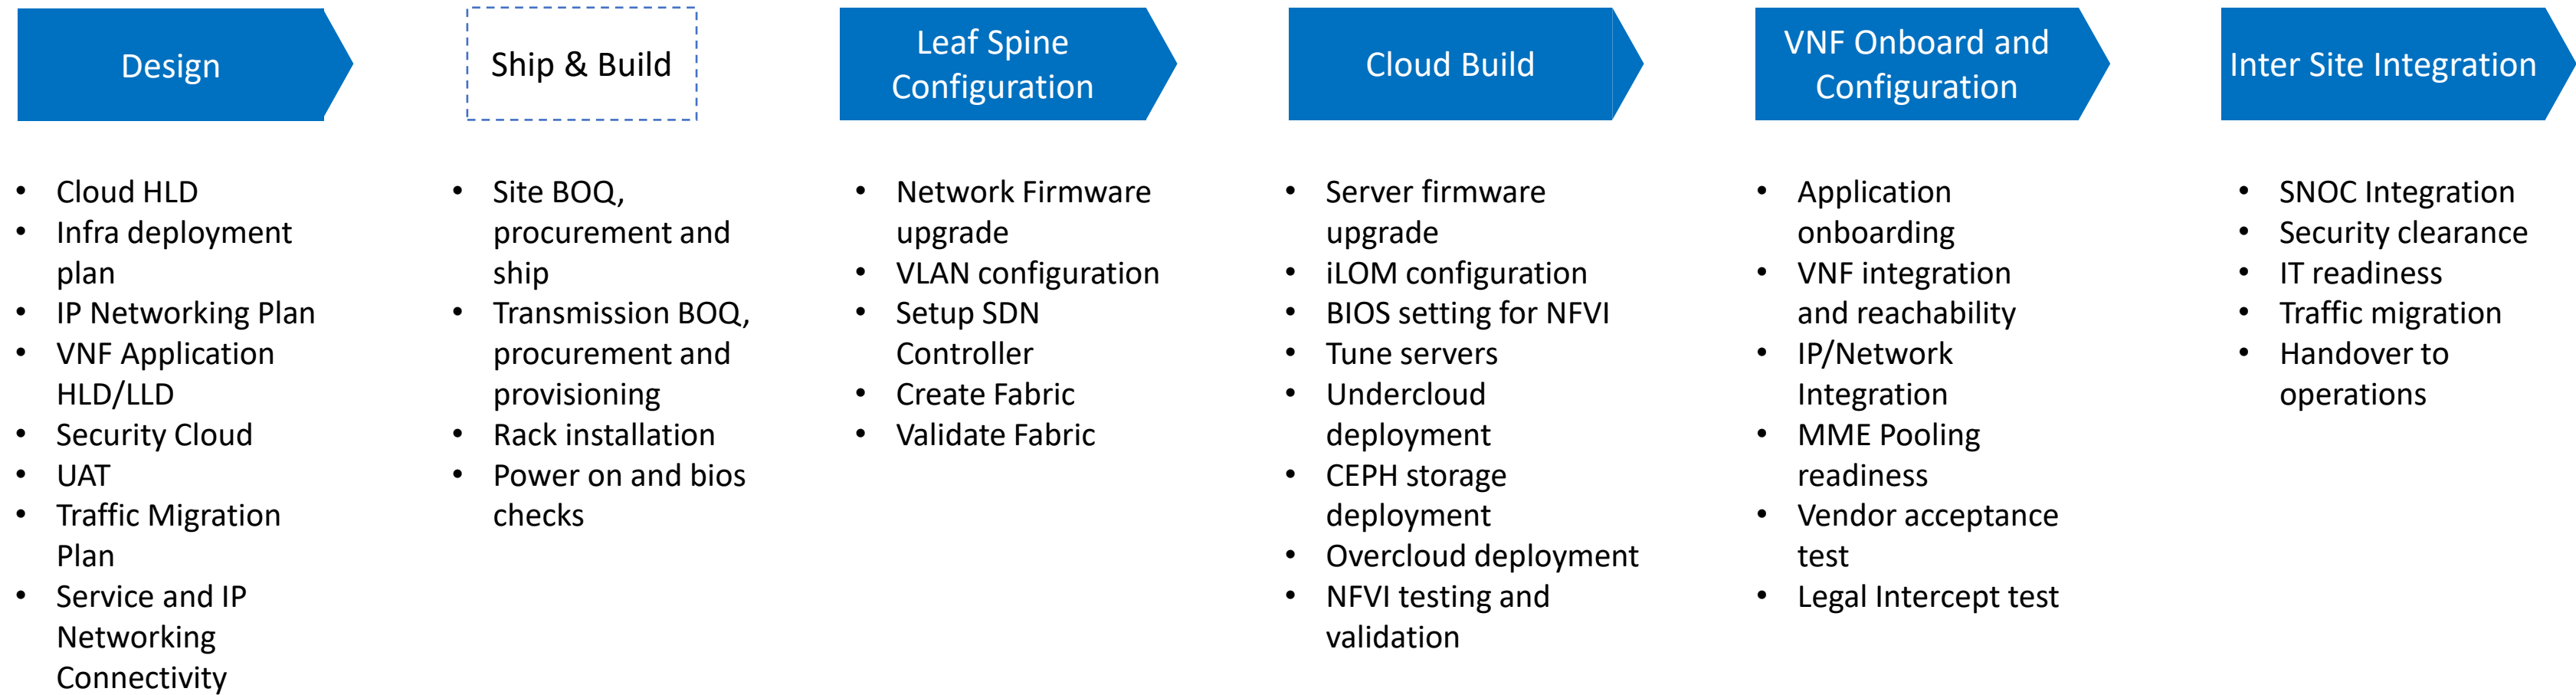 Design
Ship & Build
Leaf Spine
Configuration
Cloud Build
VNF Onboard and
Configuration
Inter Site Integration
• Cloud HLD
• Infra deployment
plan
• IP Networking Plan
• VNF Application
HLD/LLD
• Security Cloud
• UAT
• Traffic Migration
Plan
• Service and IP
Networking
Connectivity
• Site BOQ,
procurement and
ship
• Transmission BOQ,
procurement and
provisioning
• Rack installation
• Power on and bios
checks
• Network Firmware
upgrade
• VLAN configuration
• Setup SDN
Controller
• Create Fabric
• Validate Fabric
• Server firmware
upgrade
• iLOM configuration
• BIOS setting for NFVI
• Tune servers
• Undercloud
deployment
• CEPH storage
deployment
• Overcloud deployment
• NFVI testing and
validation
• Application
onboarding
• VNF integration
and reachability
• IP/Network
Integration
• MME Pooling
readiness
• Vendor acceptance
test
• Legal Intercept test
• SNOC Integration
• Security clearance
• IT readiness
• Traffic migration
• Handover to
operations